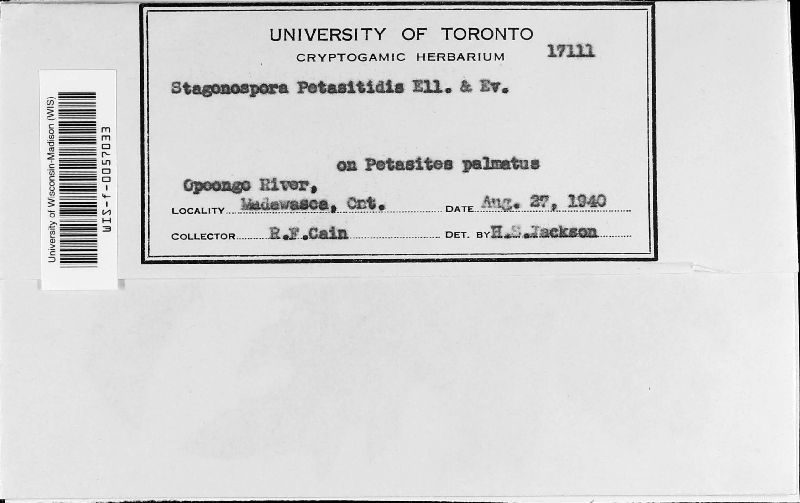 UNIVERSITY OF TORONTO
CRYPTOGAMIC HERBARIUM 17111
Stagonospora Petasitidis Ell. & Ev.
on Petasites palmatus
Opeongo River,
LOCALITY Madawasca, Ont. DATE Aug. 27, 1940
COLLECTOR R.F.Cain DET. BY H.S.Jackson
University of Wisconsin-Madison (WIS)
WIS-f-0057033